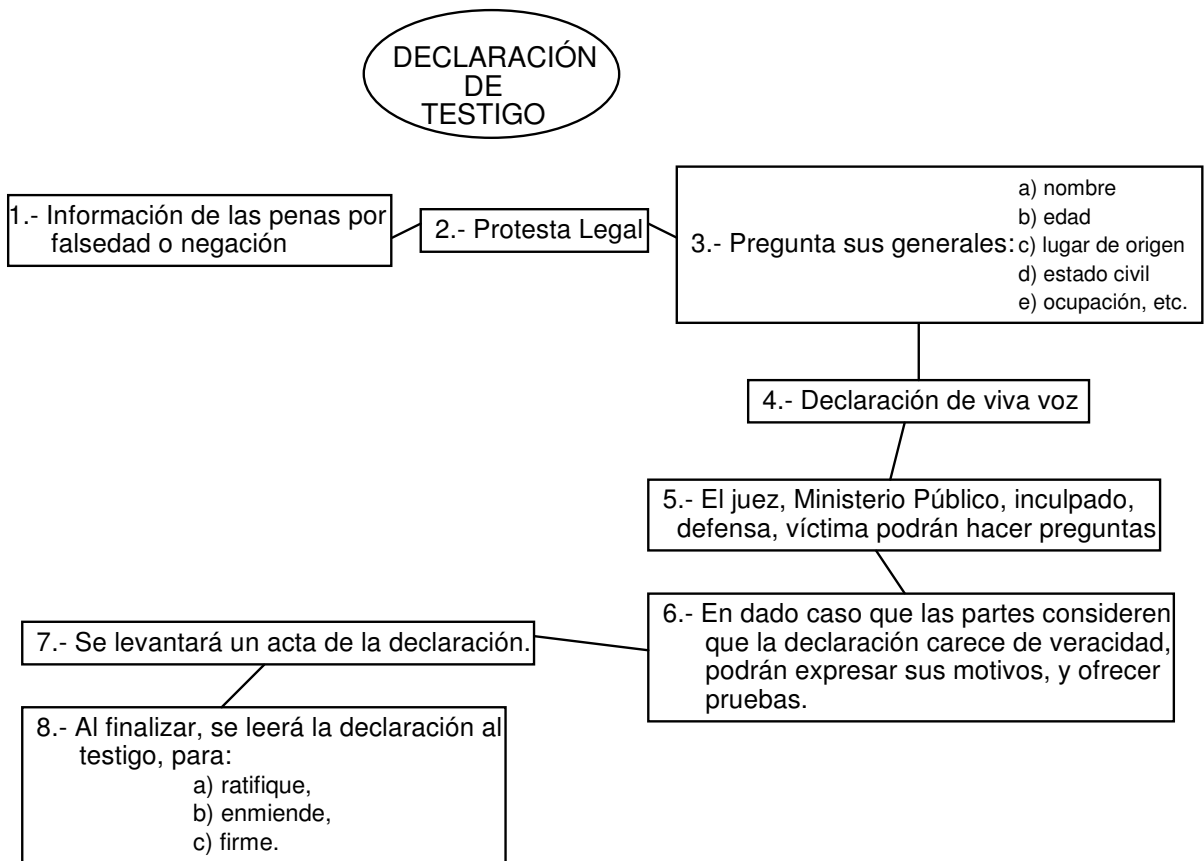 DECLARACIÓN
DE
TESTIGO
1.- Información de las penas por
falsedad o negación
2.- Protesta Legal
3.- Pregunta sus generales:
a) nombre
b) edad
c) lugar de origen
d) estado civil
e) ocupación, etc.
4.- Declaración de viva voz
5.- El juez, Ministerio Público, inculpado,
defensa, víctima podrán hacer preguntas
6.- En dado caso que las partes consideren
que la declaración carece de veracidad,
podrán expresar sus motivos, y ofrecer
pruebas.
7.- Se levantará un acta de la declaración.
8.- Al finalizar, se leerá la declaración al
testigo, para:
a) ratifique,
b) enmiende,
c) firme.